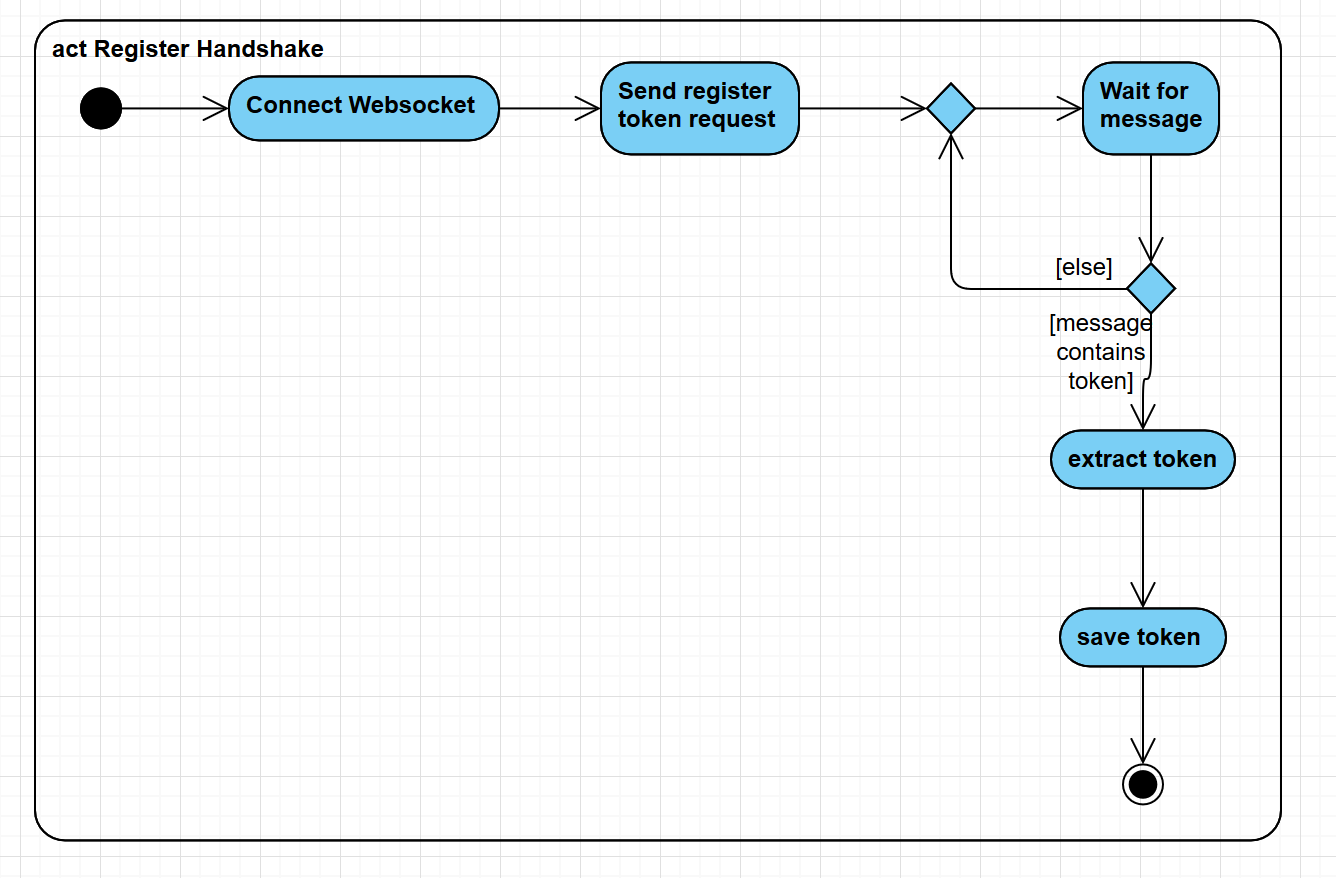 act Register Handshake
Connect Websocket
Send register
token request
Wait for
message
[else]
[message
contains
token]
extract token
save token